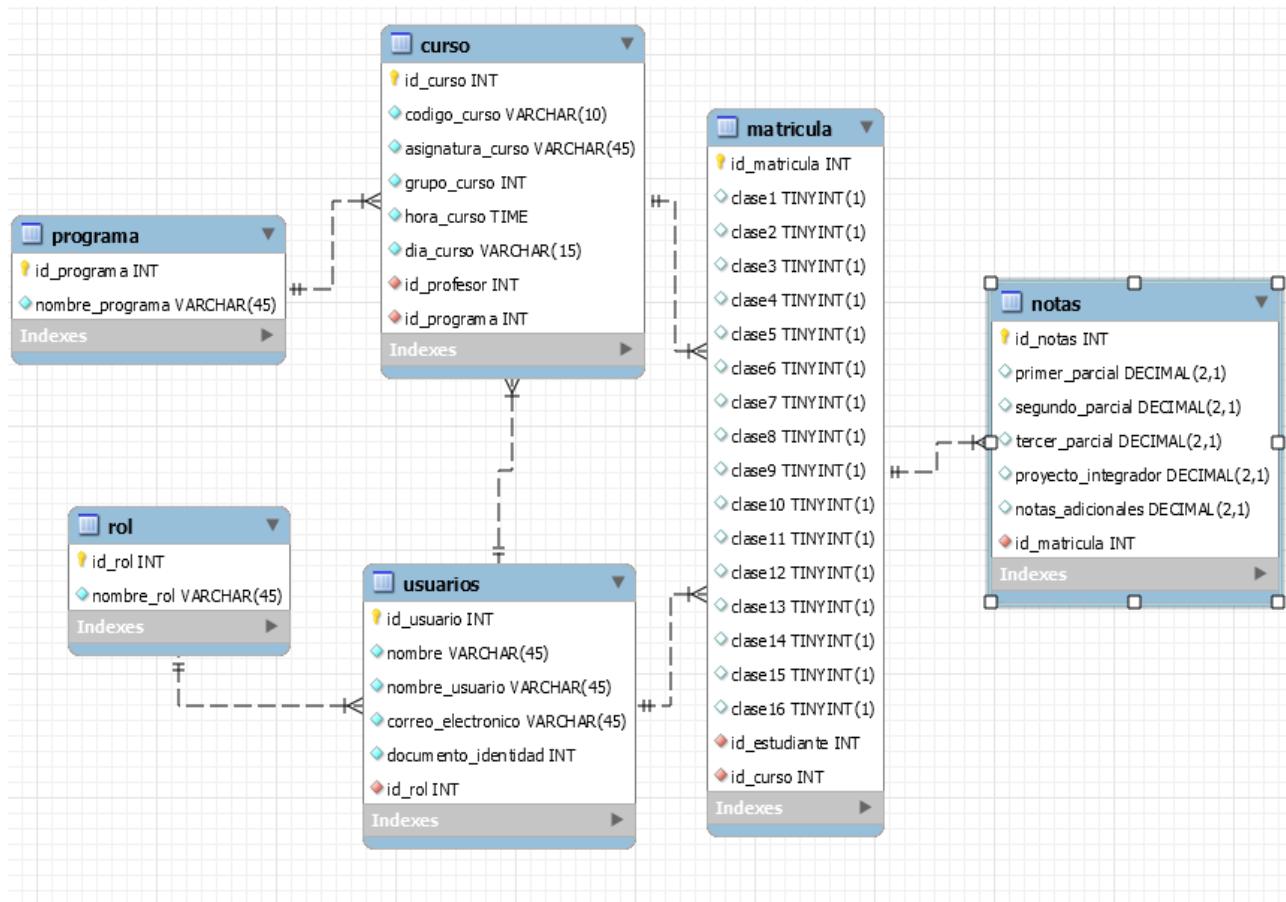 curso
id_curso INT
codigo_curso VARCHAR(10)
asignatura_curso VARCHAR(45)
grupo_curso INT
hora_curso TIME
dia_curso VARCHAR(15)
id_profesor INT
id_programa INT
Indexes
programa
id_programa INT
nombre_programa VARCHAR(45)
Indexes
matricula
id_matricula INT
clase1 TINYINT(1)
clase2 TINYINT(1)
clase3 TINYINT(1)
clase4 TINYINT(1)
clase5 TINYINT(1)
clase6 TINYINT(1)
clase7 TINYINT(1)
clase8 TINYINT(1)
clase9 TINYINT(1)
clase10 TINYINT(1)
clase11 TINYINT(1)
clase12 TINYINT(1)
clase13 TINYINT(1)
clase14 TINYINT(1)
clase15 TINYINT(1)
clase16 TINYINT(1)
id_estudiante INT
id_curso INT
Indexes
notas
id_notas INT
primer_parcial DECIMAL(2,1)
segundo_parcial DECIMAL(2,1)
tercer_parcial DECIMAL(2,1)
proyecto_integrador DECIMAL(2,1)
notas_adicionales DECIMAL(2,1)
id_matricula INT
Indexes
rol
id_rol INT
nombre_rol VARCHAR(45)
Indexes
usuarios
id_usuario INT
nombre VARCHAR(45)
nombre_usuario VARCHAR(45)
correo_electronico VARCHAR(45)
documento_identidad INT
id_rol INT
Indexes